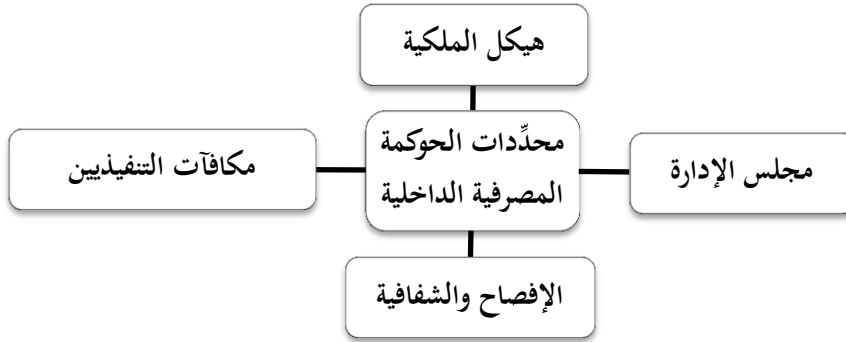 هيكل الملكية
محدِّدات الحوكمة
المصرفية الداخلية
مجلس الإدارة
مكافآت التنفيذيين
الإفصاح والشفافية